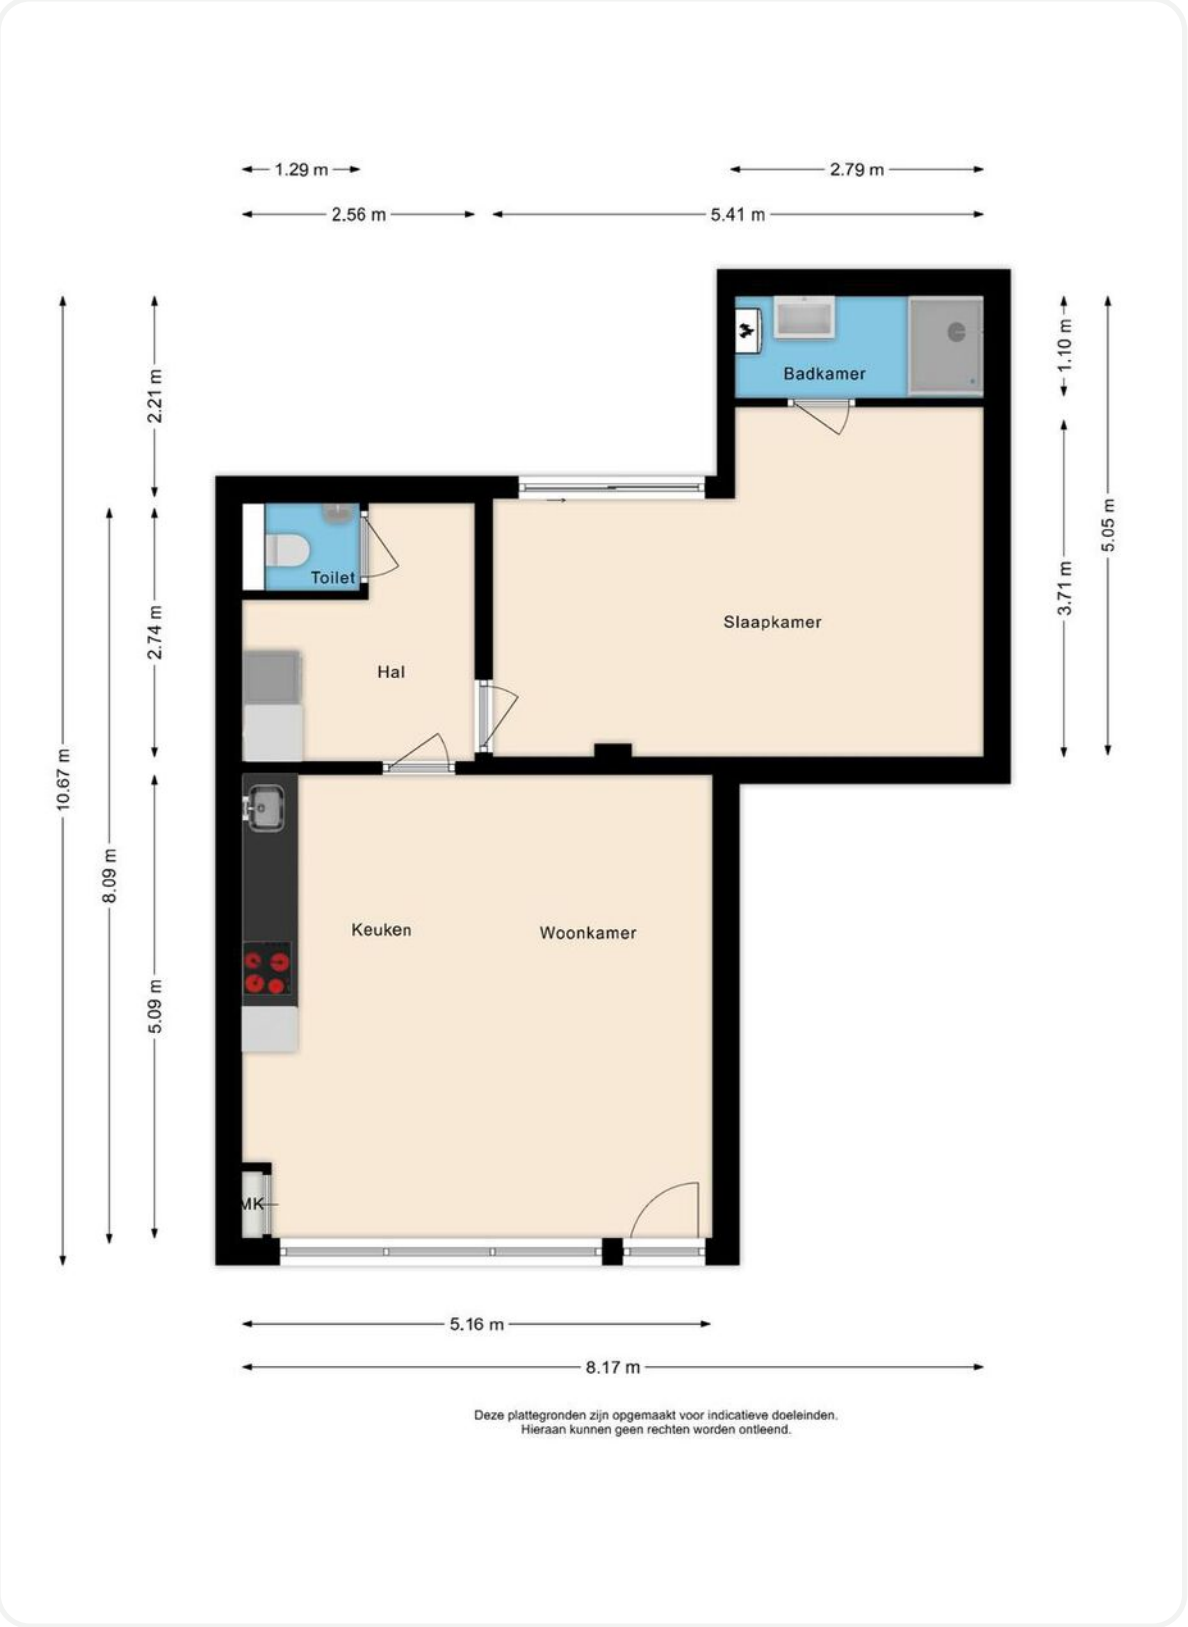 1.29 m
2.79 m
2.56 m
5.41 m
10.67 m
8.09 m
2.21 m
2.74 m
5.09 m
1.10 m
3.71 m
5.05 m
Badkamer
Toilet
Slaapkamer
Hal
Keuken
Woonkamer
MK
5.16 m
8.17 m
Deze plattegronden zijn opgemaakt voor indicatieve doeleinden.
Hieraan kunnen geen rechten worden ontleend.